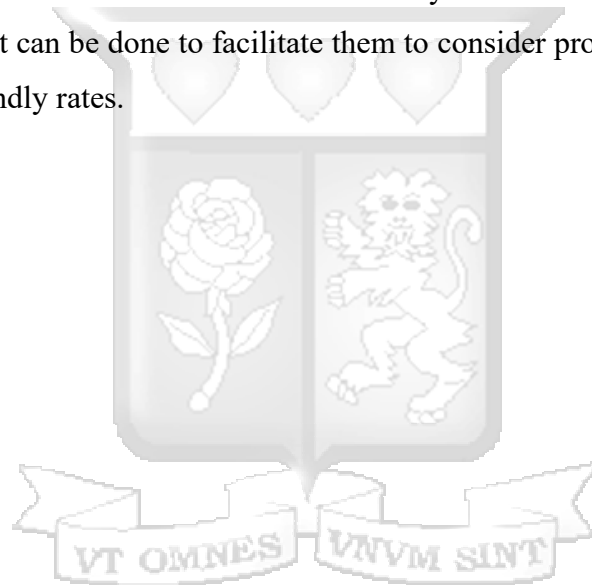 t can be done to facilitate them to consider pro
ndly rates.
VT OMNES VNVM SINT